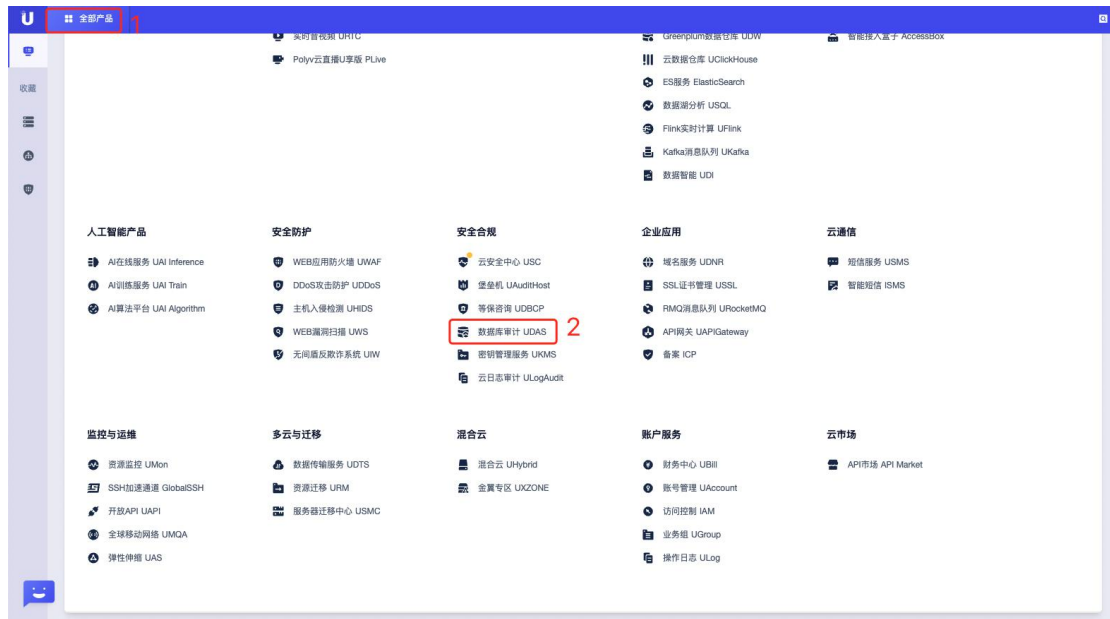 U
全部产品
1
实时音视频 URTC
Polyv云直播U享版 PLive
Greenplum数据仓库 UDW
云数据仓库 UClickHouse
ES服务 ElasticSearch
数据湖分析 USQL
Flink实时计算 UFlink
Kafka消息队列 UKafka
数据智能 UDI
智能接入盒子 AccessBox
收藏
人工智能产品
AI在线服务 UAI Inference
AI训练服务 UAI Train
AI算法平台 UAI Algorithm
安全防护
WEB应用防火墙 UWAF
DDoS攻击防护 UDDoS
主机入侵检测 UHIDS
WEB漏洞扫描 UWS
无间盾反欺诈系统 UIW
安全合规
云安全中心 USC
堡垒机 UAuditHost
等保咨询 UDBCP
数据库审计 UDAS
2
密钥管理服务 UKMS
云日志审计 ULogAudit
企业应用
域名服务 UDNR
SSL证书管理 USSL
RMQ消息队列 URocketMQ
API网关 UAPIGateway
备案 ICP
云通信
短信服务 USMS
智能短信 ISMS
监控与运维
资源监控 UMon
SSH加速通道 GlobalSSH
开放API UAPI
全球移动网络 UMQA
弹性伸缩 UAS
多云与迁移
数据传输服务 UDTS
资源迁移 URM
服务器迁移中心 USMC
混合云
混合云 UHybrid
金翼专区 UXZONE
账户服务
财务中心 UBill
账号管理 UAccount
访问控制 IAM
业务组 UGroup
操作日志 ULog
云市场
API市场 API Market